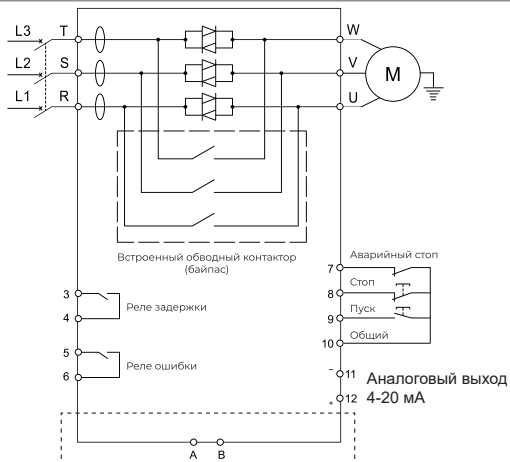 L3 T W
L2 S V
M
L1 R U
Встроенный обводный контактор
(байпас)
Аварийный стоп
7
Стоп
8
3
Реле задержки
4
Пуск
9
Общий
10
5
Реле ошибки
6
- 11
Аналоговый выход
+ 12
4-20 мА
A B